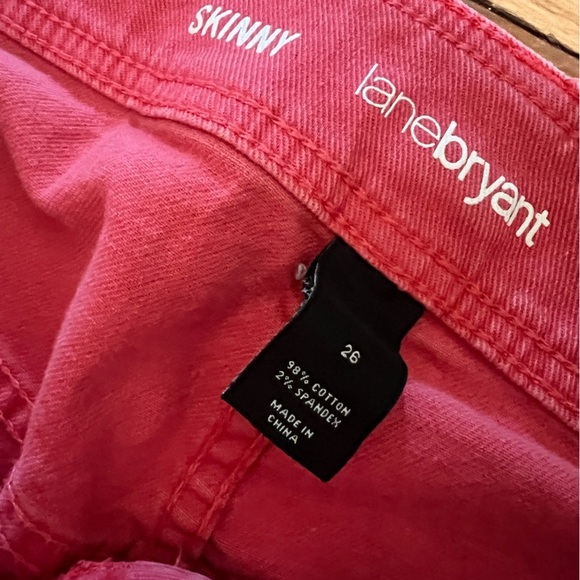 SKINNY
lanebryant
26
98% COTTON
2% SPANDEX
MADE IN
CHINA